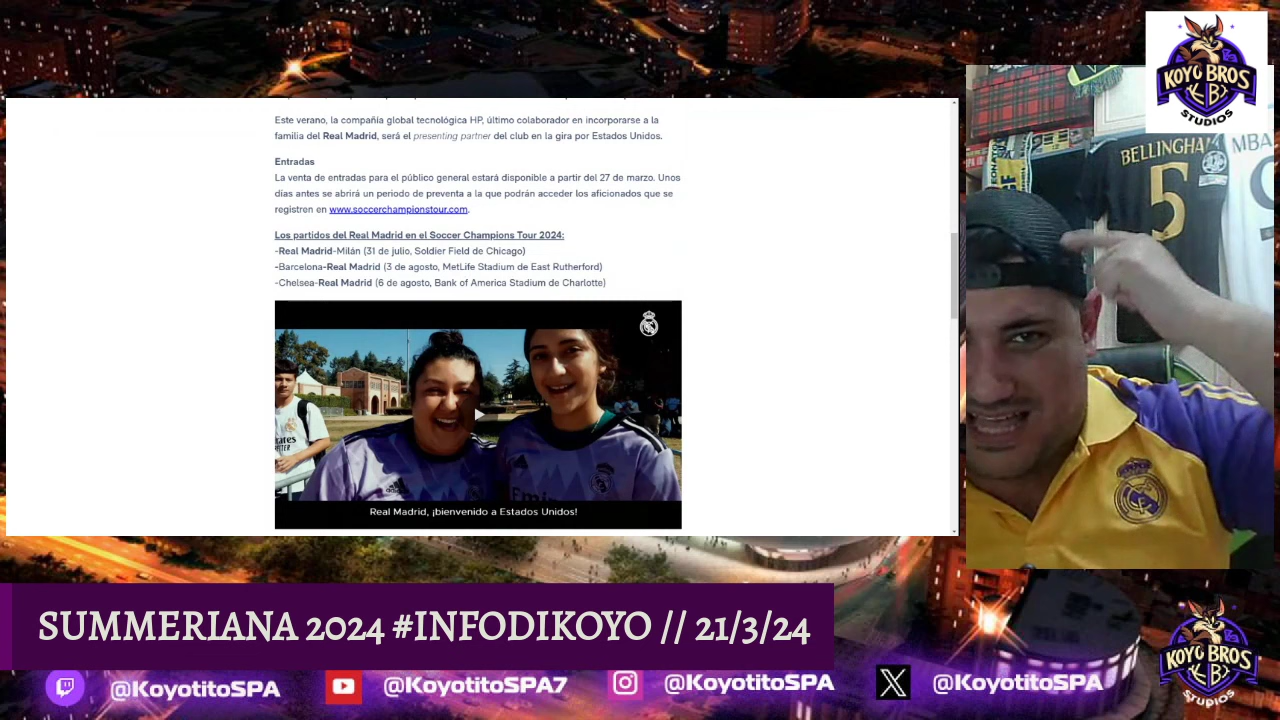 Este verano, la compañía global tecnológica HP, último colaborador en incorporarse a la
familia del Real Madrid, será el presenting partner del club en la gira por Estados Unidos.
Entradas
La venta de entradas para el público general estará disponible a partir del 27 de marzo. Unos
días antes se abrirá un periodo de preventa a la que podrán acceder los aficionados que se
registren en www.soccerchampionstour.com.
Los partidos del Real Madrid en el Soccer Champions Tour 2024:
-Real Madrid-Milán (31 de julio, Soldier Field de Chicago)
-Barcelona-Real Madrid (3 de agosto, MetLife Stadium de East Rutherford)
-Chelsea-Real Madrid (6 de agosto, Bank of America Stadium de Charlotte)
adidas
Real Madrid, ¡bienvenido a Estados Unidos!
KOYO BROS
KB
STUDIOS
BELLINGHAM
5
MBA
SUMMERIANA 2024 #INFODIKOYO // 21/3/24
@KoyotitoSPA
@KoyotitoSPA7
@KoyotitoSPA
@KoyotitoSPA
KOYO BROS
KB
STUDIOS